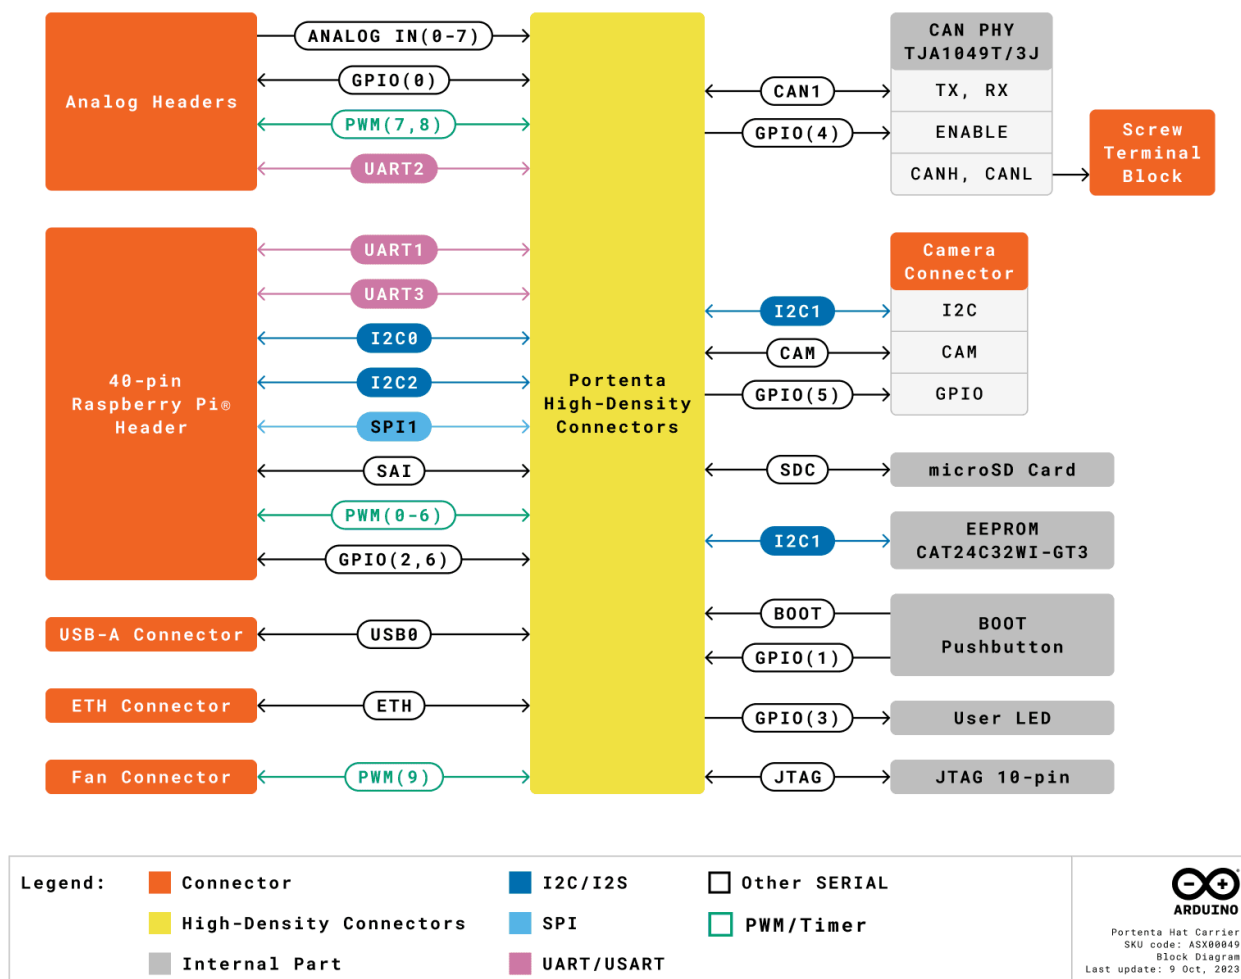 ANALOG IN(0-7)
GPIO(0)
Analog Headers
PWM(7,8)
UART2
UART1
UART3
I2C0
40-pin
Raspberry Pi®
Header
I2C2
SPI1
SAI
PWM(0-6)
GPIO(2,6)
USB-A Connector
USB0
ETH Connector
ETH
Fan Connector
PWM(9)
Portenta
High-Density
Connectors
CAN PHY
TJA1049T/3J
CAN1
TX, RX
GPIO(4)
ENABLE
CANH, CANL
Screw
Terminal
Block
Camera
Connector
I2C1
I2C
CAM
CAM
GPIO(5)
GPIO
SDC
microSD Card
I2C1
EEPROM
CAT24C32WI-GT3
BOOT
GPIO(1)
BOOT
Pushbutton
GPIO(3)
User LED
JTAG
JTAG 10-pin
Legend:
Connector
High-Density Connectors
Internal Part
I2C/I2S
SPI
UART/USART
Other SERIAL
PWM/Timer
ARDUINO
Portenta Hat Carrier
SKU code: ASX00049
Block Diagram
Last update: 9 Oct, 2023